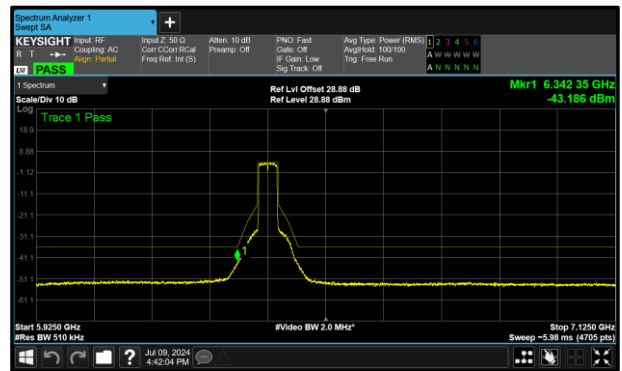 Spectrum Analyzer 1
Swept SA
KEYSIGHT Input: RF Input Z: 50 Ω Atten: 10 dB PNO: Fast Avg Type: Power (RMS) 1 2 3 4 5 6
R T Coupling: AC Corr CCorr RCal Preamp: Off Gate: Off Avg|Hold: 100/100 A W W W W W
Align: Partial Freq Ref: Int (S) IF Gain: Low Trig: Free Run
LXI PASS Sig Track: Off A N N N N N
1 Spectrum Ref Lvl Offset 28.88 dB Mkr1 6.342 35 GHz
Scale/Div 10 dB Ref Level 28.88 dBm -43.186 dBm
Log
Trace 1 Pass
18.9
8.88
-1.12
-11.1
-21.1
-31.1
1
-41.1
-51.1
-61.1
Start 5.9250 GHz #Video BW 2.0 MHz* Stop 7.1250 GHz
#Res BW 510 kHz Sweep ~5.98 ms (4705 pts)
? Jul 09, 2024
4:42:04 PM